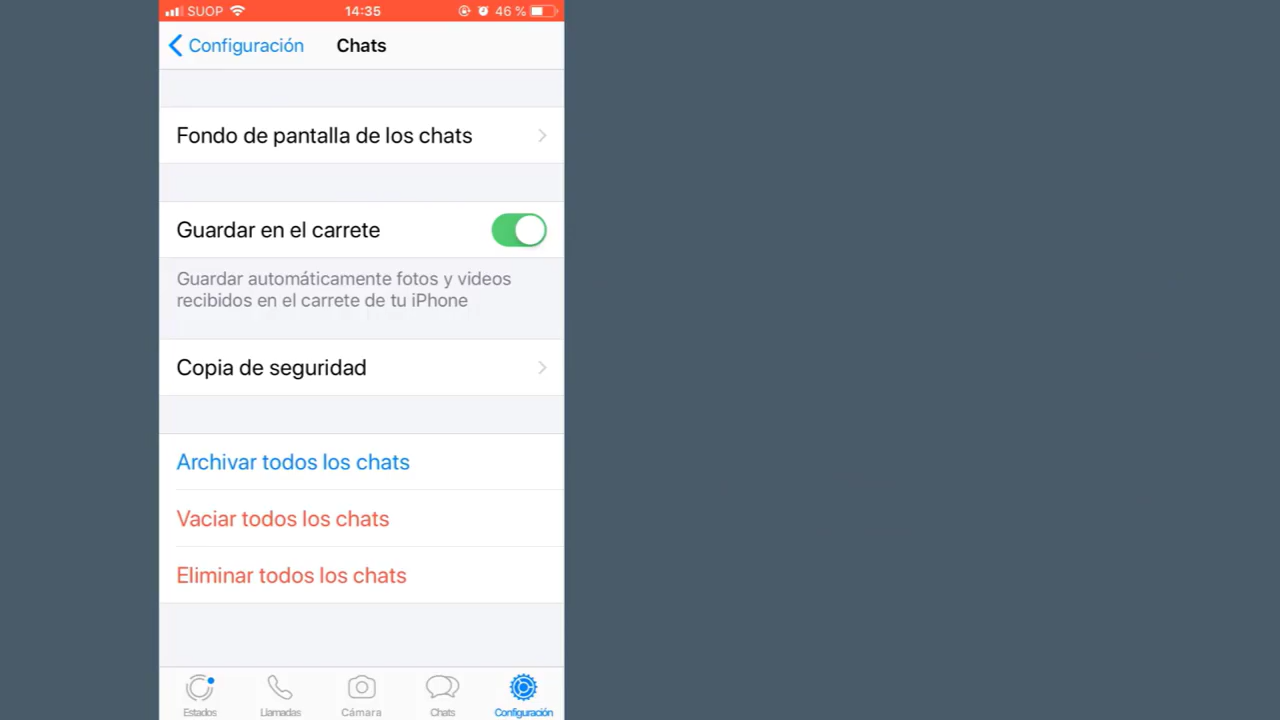 SUOP 14:35 46 %
Configuración Chats
Fondo de pantalla de los chats
Guardar en el carrete
Guardar automáticamente fotos y videos
recibidos en el carrete de tu iPhone
Copia de seguridad
Archivar todos los chats
Vaciar todos los chats
Eliminar todos los chats
Estados Llamadas Cámara Chats Configuración